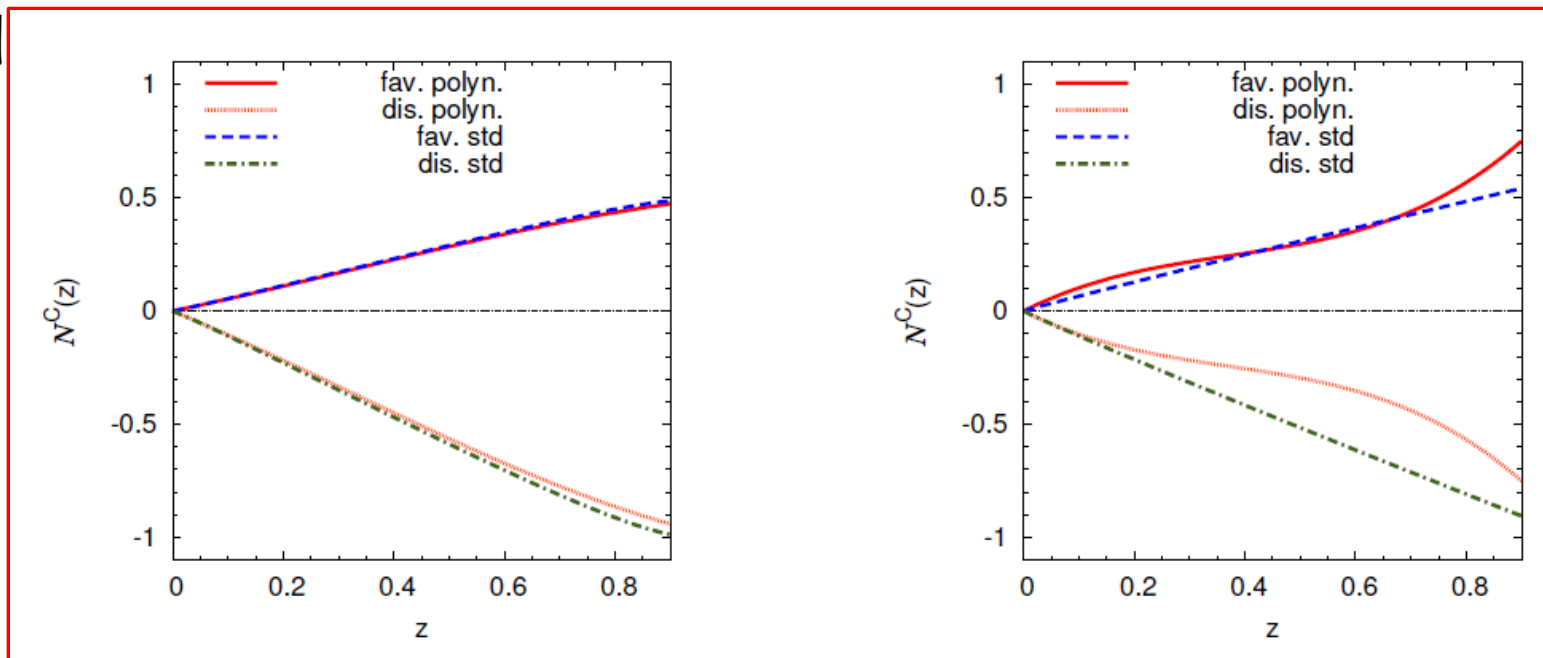 fav. polyn.
dis. polyn.
fav. std
dis. std
1
0.5
0
-0.5
-1
N^C(z)
0 0.2 0.4 0.6 0.8
z
fav. polyn.
dis. polyn.
fav. std
dis. std
1
0.5
0
-0.5
-1
N^C(z)
0 0.2 0.4 0.6 0.8
z